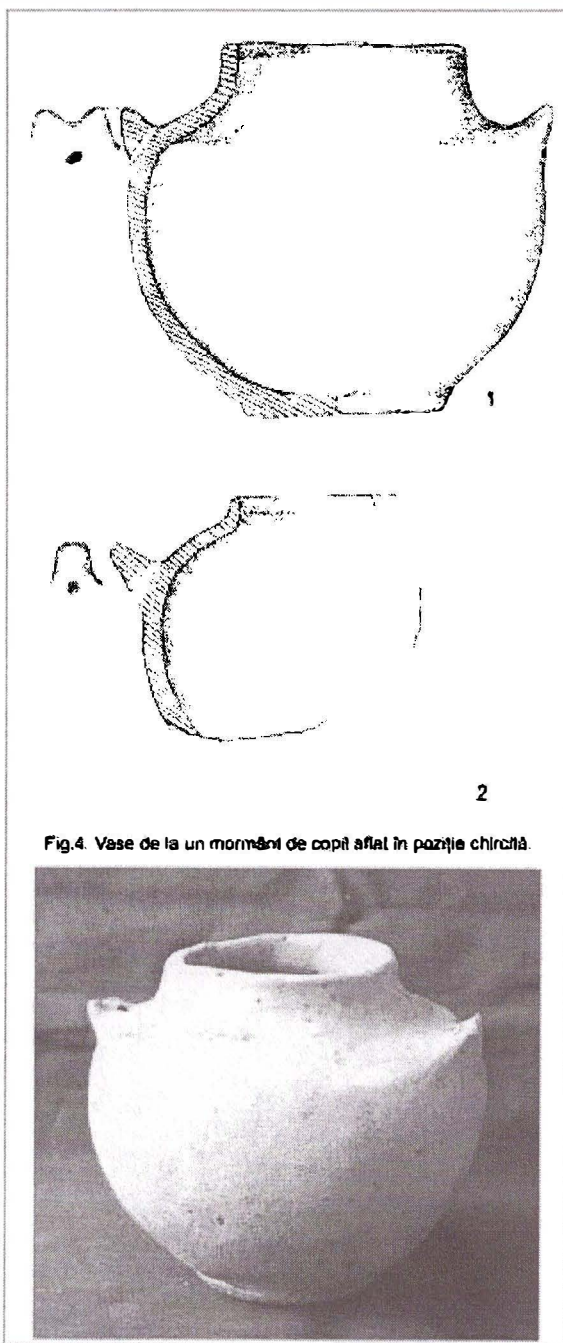 1
2
Fig.4. Vase de la un mormânt de copil aflat în poziție chircită.